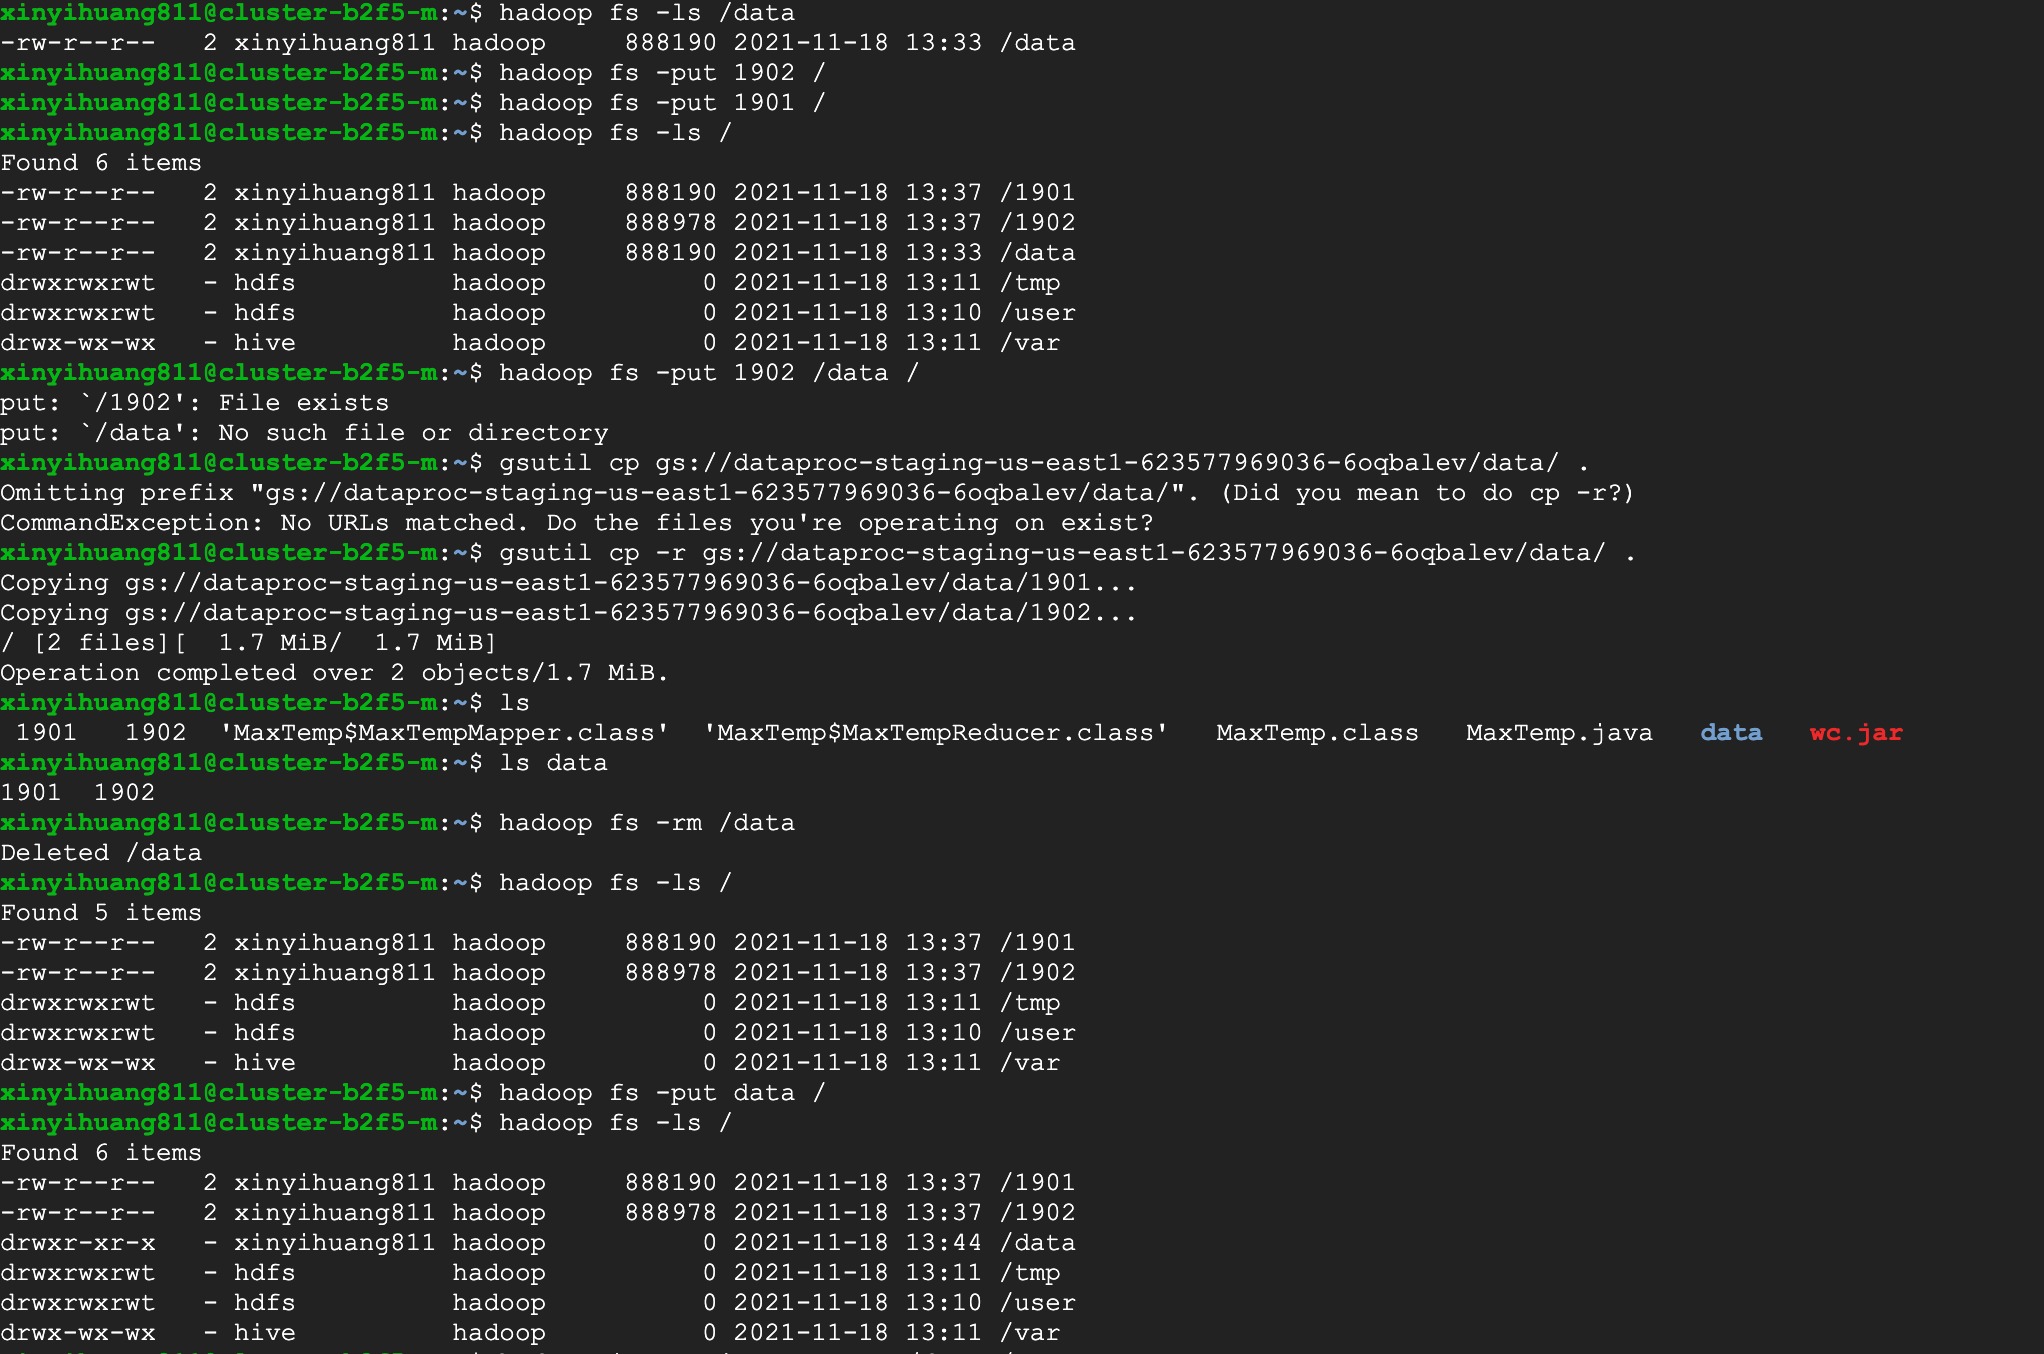 xinyihuang811@cluster-b2f5-m:~$ hadoop fs -ls /data
-rw-r--r--   2 xinyihuang811 hadoop     888190 2021-11-18 13:33 /data
xinyihuang811@cluster-b2f5-m:~$ hadoop fs -put 1902 /
xinyihuang811@cluster-b2f5-m:~$ hadoop fs -put 1901 /
xinyihuang811@cluster-b2f5-m:~$ hadoop fs -ls /
Found 6 items
-rw-r--r--   2 xinyihuang811 hadoop     888190 2021-11-18 13:37 /1901
-rw-r--r--   2 xinyihuang811 hadoop     888978 2021-11-18 13:37 /1902
-rw-r--r--   2 xinyihuang811 hadoop     888190 2021-11-18 13:33 /data
drwxrwxrwt   - hdfs          hadoop          0 2021-11-18 13:11 /tmp
drwxrwxrwt   - hdfs          hadoop          0 2021-11-18 13:10 /user
drwx-wx-wx   - hive          hadoop          0 2021-11-18 13:11 /var
xinyihuang811@cluster-b2f5-m:~$ hadoop fs -put 1902 /data /
put: `/1902': File exists
put: `/data': No such file or directory
xinyihuang811@cluster-b2f5-m:~$ gsutil cp gs://dataproc-staging-us-east1-623577969036-6oqbalev/data/ .
Omitting prefix "gs://dataproc-staging-us-east1-623577969036-6oqbalev/data/". (Did you mean to do cp -r?)
CommandException: No URLs matched. Do the files you're operating on exist?
xinyihuang811@cluster-b2f5-m:~$ gsutil cp -r gs://dataproc-staging-us-east1-623577969036-6oqbalev/data/ .
Copying gs://dataproc-staging-us-east1-623577969036-6oqbalev/data/1901...
Copying gs://dataproc-staging-us-east1-623577969036-6oqbalev/data/1902...
/ [2 files][  1.7 MiB/  1.7 MiB]
Operation completed over 2 objects/1.7 MiB.
xinyihuang811@cluster-b2f5-m:~$ ls
 1901   1902  'MaxTemp$MaxTempMapper.class'  'MaxTemp$MaxTempReducer.class'   MaxTemp.class   MaxTemp.java   data   wc.jar
xinyihuang811@cluster-b2f5-m:~$ ls data
1901  1902
xinyihuang811@cluster-b2f5-m:~$ hadoop fs -rm /data
Deleted /data
xinyihuang811@cluster-b2f5-m:~$ hadoop fs -ls /
Found 5 items
-rw-r--r--   2 xinyihuang811 hadoop     888190 2021-11-18 13:37 /1901
-rw-r--r--   2 xinyihuang811 hadoop     888978 2021-11-18 13:37 /1902
drwxrwxrwt   - hdfs          hadoop          0 2021-11-18 13:11 /tmp
drwxrwxrwt   - hdfs          hadoop          0 2021-11-18 13:10 /user
drwx-wx-wx   - hive          hadoop          0 2021-11-18 13:11 /var
xinyihuang811@cluster-b2f5-m:~$ hadoop fs -put data /
xinyihuang811@cluster-b2f5-m:~$ hadoop fs -ls /
Found 6 items
-rw-r--r--   2 xinyihuang811 hadoop     888190 2021-11-18 13:37 /1901
-rw-r--r--   2 xinyihuang811 hadoop     888978 2021-11-18 13:37 /1902
drwxr-xr-x   - xinyihuang811 hadoop          0 2021-11-18 13:44 /data
drwxrwxrwt   - hdfs          hadoop          0 2021-11-18 13:11 /tmp
drwxrwxrwt   - hdfs          hadoop          0 2021-11-18 13:10 /user
drwx-wx-wx   - hive          hadoop          0 2021-11-18 13:11 /var